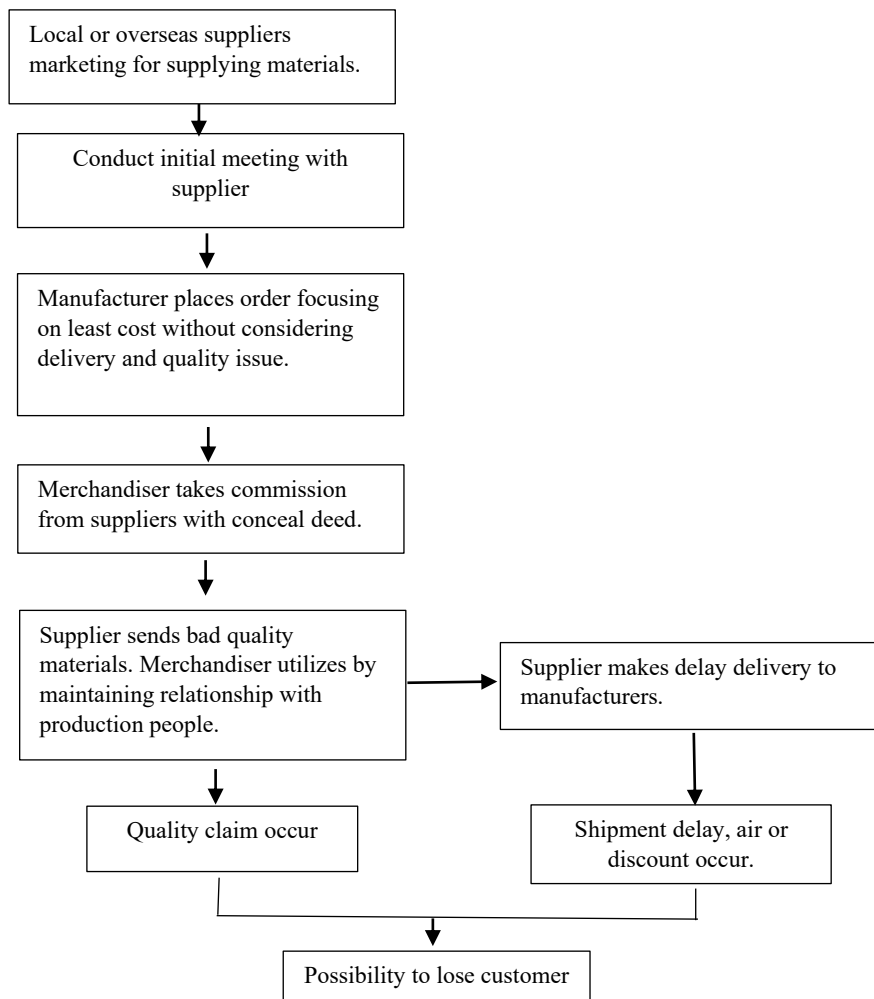 Local or overseas suppliers
marketing for supplying materials.
Conduct initial meeting with
supplier
Manufacturer places order focusing
on least cost without considering
delivery and quality issue.
Merchandiser takes commission
from suppliers with conceal deed.
Supplier sends bad quality
materials. Merchandiser utilizes by
maintaining relationship with
production people.
Supplier makes delay delivery to
manufacturers.
Quality claim occur
Shipment delay, air or
discount occur.
Possibility to lose customer